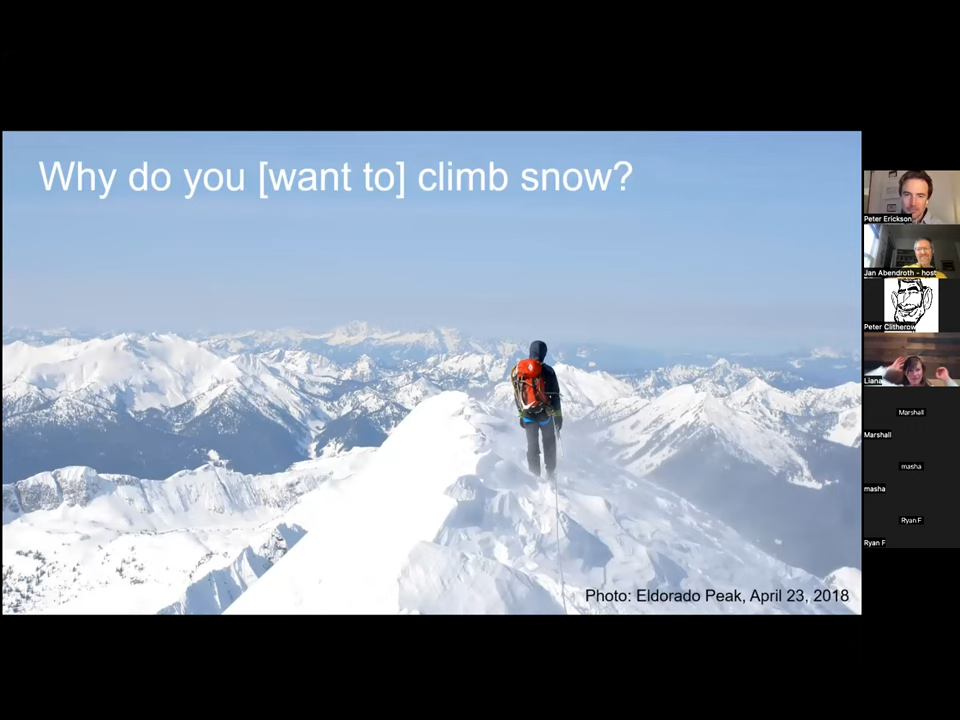 Why do you [want to] climb snow?
Photo: Eldorado Peak, April 23, 2018
Peter Erickson
Jan Abendroth - host
Peter Clitherow
Liana
Marshall
Marshall
masha
masha
Ryan F
Ryan F